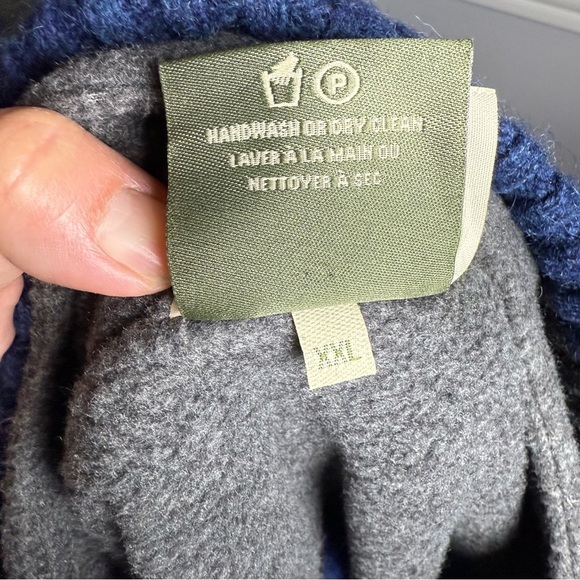 P
HANDWASH OR DRY CLEAN
LAVER À LA MAIN OU
NETTOYER À SEC
XXL